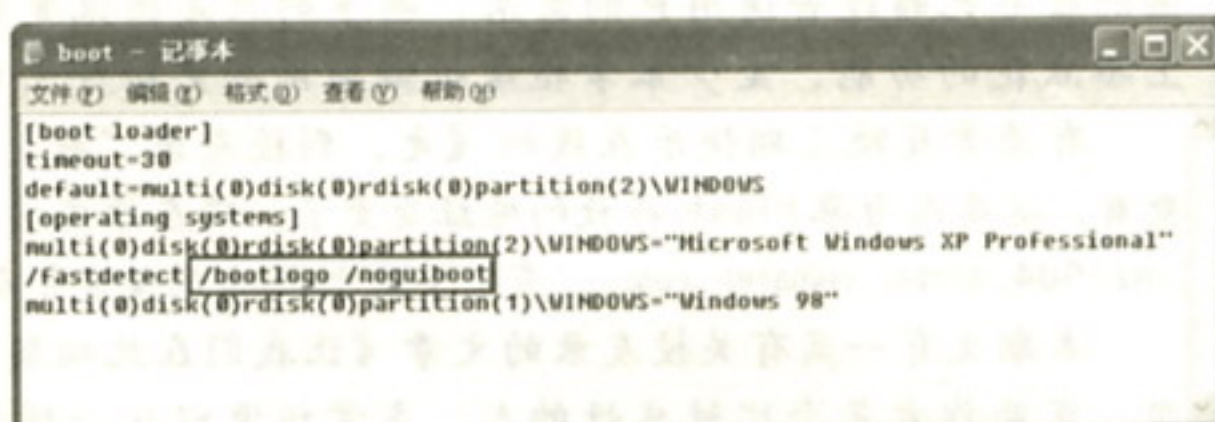 boot - 记事本
文件(F) 编辑(E) 格式(O) 查看(V) 帮助(H)
[boot loader]
timeout=30
default=multi(0)disk(0)rdisk(0)partition(2)\WINDOWS
[operating systems]
multi(0)disk(0)rdisk(0)partition(2)\WINDOWS="Microsoft Windows XP Professional"
/fastdetect /bootlogo /noguiboot
multi(0)disk(0)rdisk(0)partition(1)\WINDOWS="Windows 98"